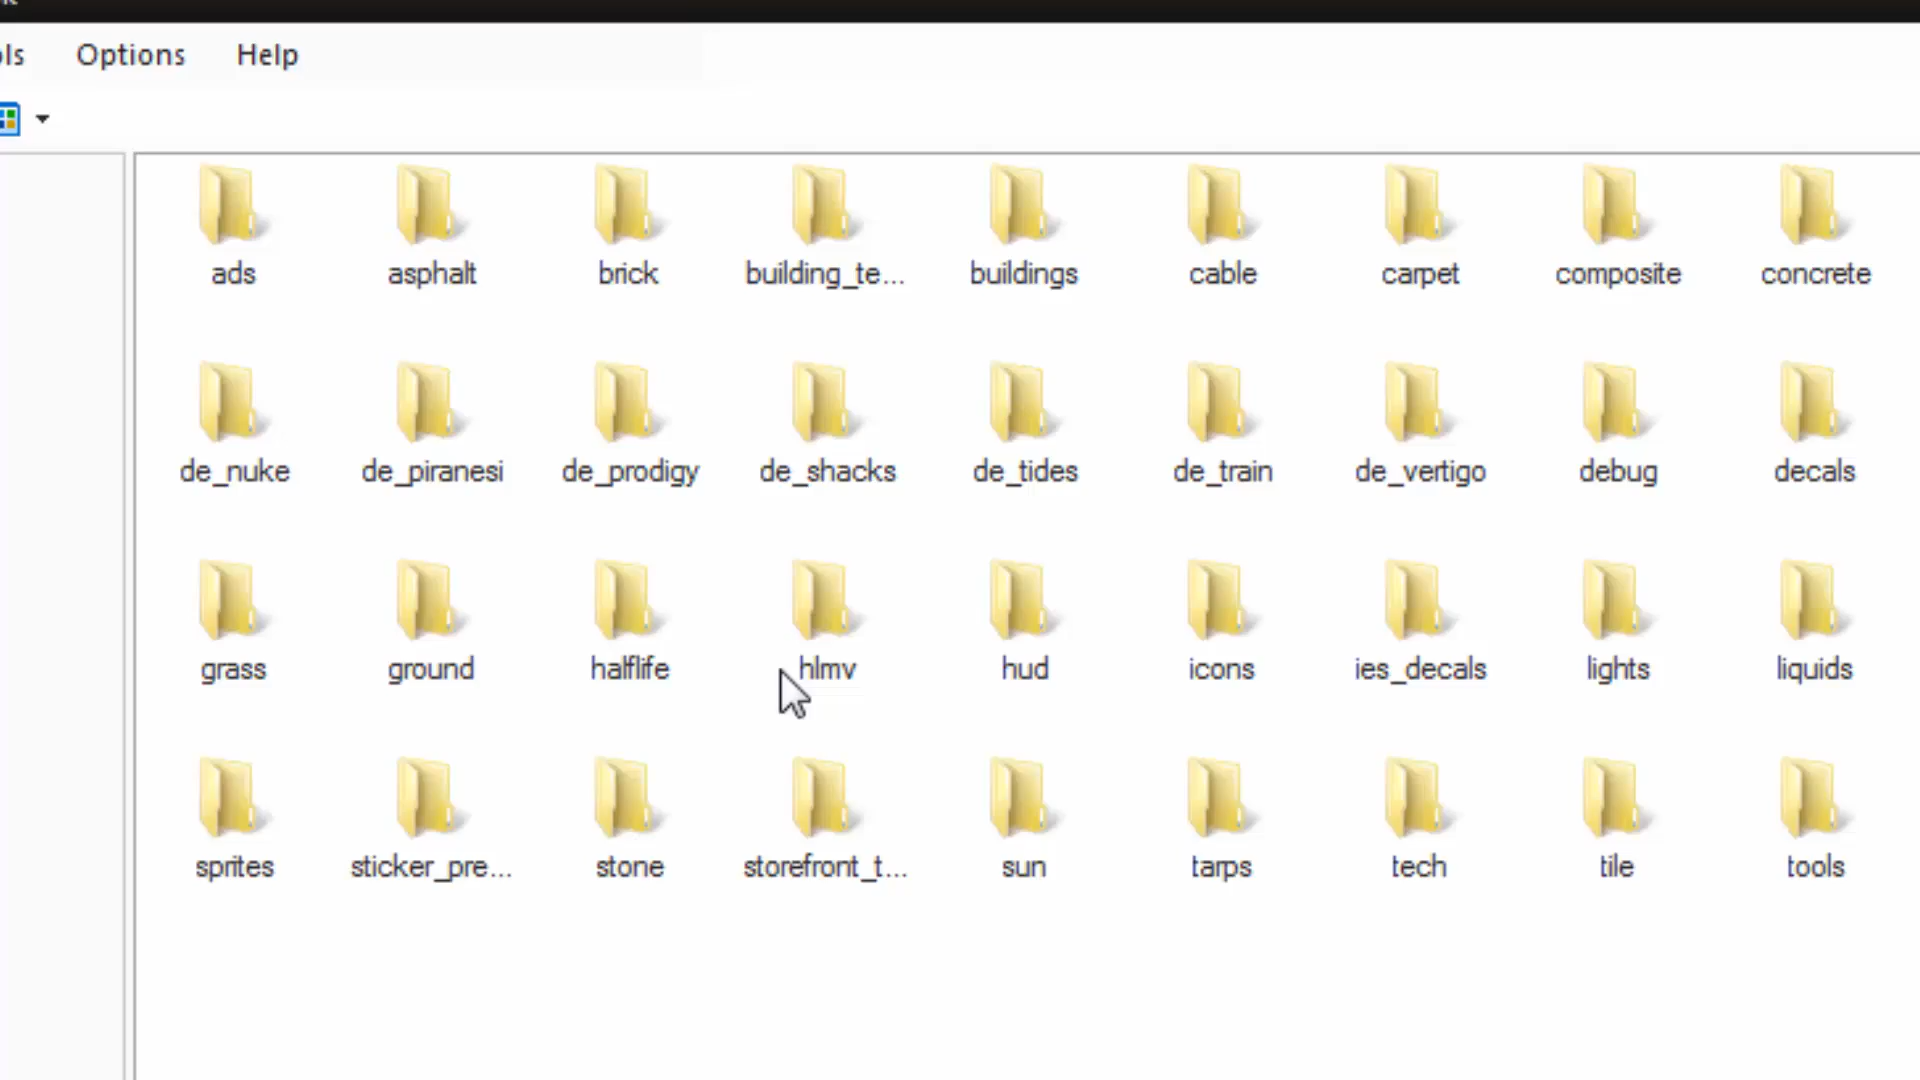 Options Help
ads asphalt brick building_te... buildings cable carpet composite concrete
de_nuke de_piranesi de_prodigy de_shacks de_tides de_train de_vertigo debug decals
grass ground halflife hlmv hud icons ies_decals lights liquids
sprites sticker_pre... stone storefront_t... sun tarps tech tile tools